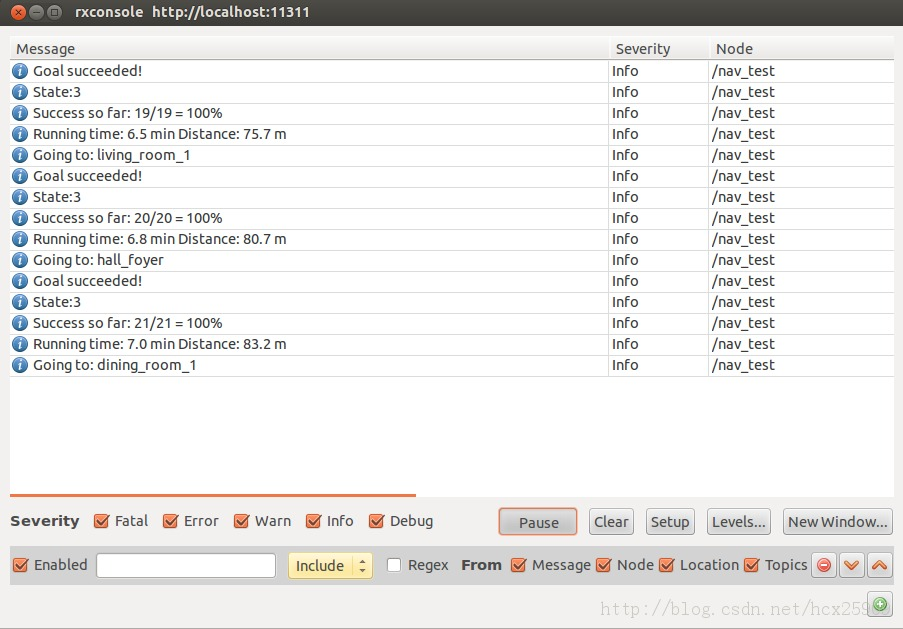 rxconsole http://localhost:11311
Message Severity Node
Goal succeeded! Info /nav_test
State:3 Info /nav_test
Success so far: 19/19 = 100% Info /nav_test
Running time: 6.5 min Distance: 75.7 m Info /nav_test
Going to: living_room_1 Info /nav_test
Goal succeeded! Info /nav_test
State:3 Info /nav_test
Success so far: 20/20 = 100% Info /nav_test
Running time: 6.8 min Distance: 80.7 m Info /nav_test
Going to: hall_foyer Info /nav_test
Goal succeeded! Info /nav_test
State:3 Info /nav_test
Success so far: 21/21 = 100% Info /nav_test
Running time: 7.0 min Distance: 83.2 m Info /nav_test
Going to: dining_room_1 Info /nav_test
Severity Fatal Error Warn Info Debug Pause Clear Setup Levels... New Window...
Enabled Include Regex From Message Node Location Topics